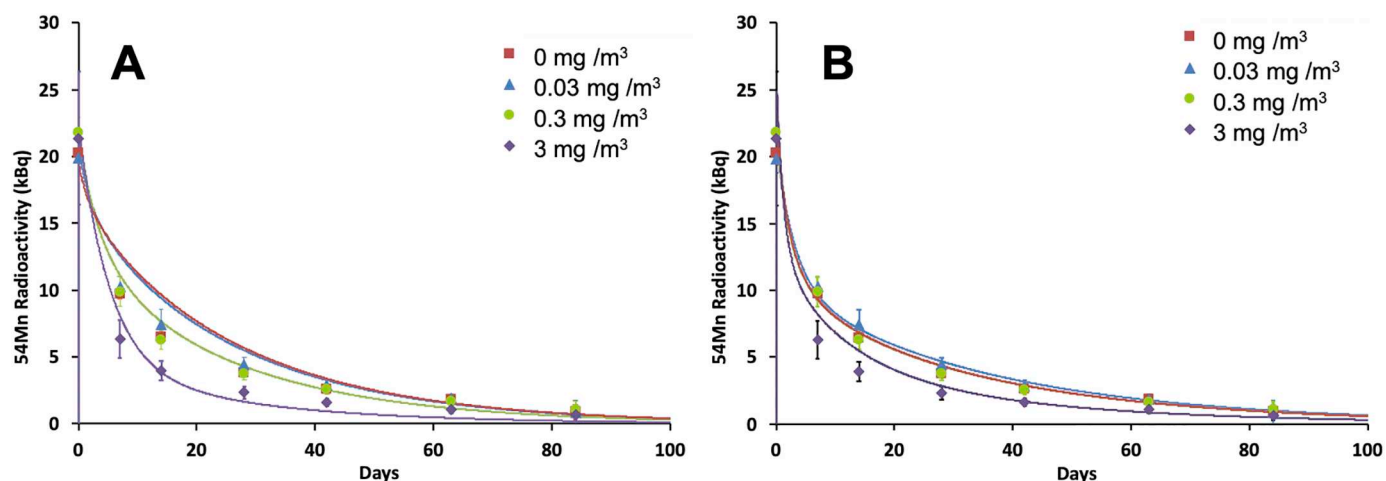 A
30
25
20
15
10
5
0
54Mn Radioactivity (kBq)
0 mg /m³
0.03 mg /m³
0.3 mg /m³
3 mg /m³
0 20 40 60 80 100
Days
B
30
25
20
15
10
5
0
54Mn Radioactivity (kBq)
0 mg /m³
0.03 mg /m³
0.3 mg /m³
3 mg /m³
0 20 40 60 80 100
Days